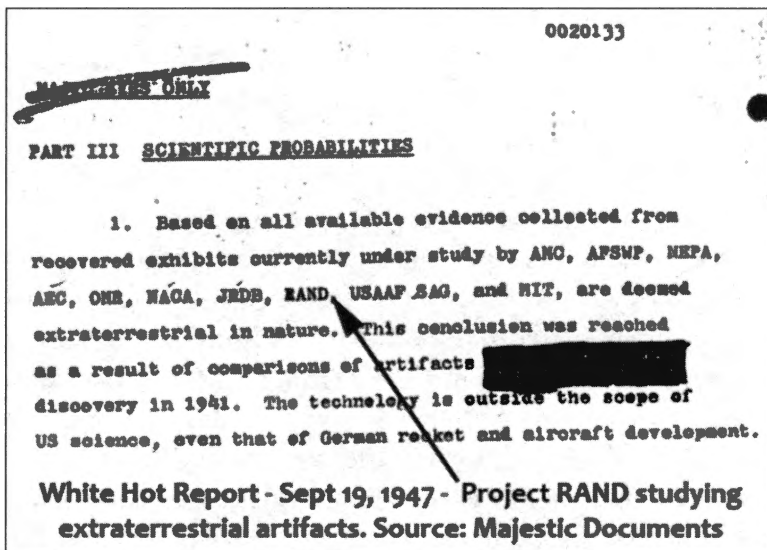 0020133
EYES ONLY
PART III SCIENTIFIC PROBABILITIES
1. Based on all available evidence collected from
recovered exhibits currently under study by AMC, AFSWP, NEPA,
AEC, ONR, NACA, JRDB, RAND, USAAF SAG, and MIT, are deemed
extraterrestrial in nature. This conclusion was reached
as a result of comparisons of artifacts
discovery in 1941. The technology is outside the scope of
US science, even that of German rocket and aircraft development.
White Hot Report - Sept 19, 1947 - Project RAND studying
extraterrestrial artifacts. Source: Majestic Documents